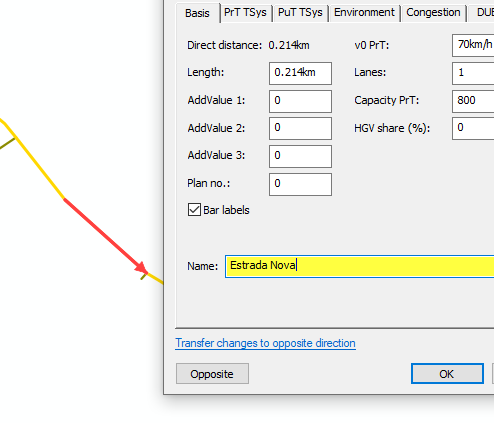 Basis PrT TSys PuT TSys Environment Congestion DUE
Direct distance: 0.214km v0 PrT: 70km/h
Length: 0.214km Lanes: 1
AddValue 1: 0 Capacity PrT: 800
AddValue 2: 0 HGV share (%): 0
AddValue 3: 0
Plan no.: 0
Bar labels
Name: Estrada Nova
Transfer changes to opposite direction
Opposite OK